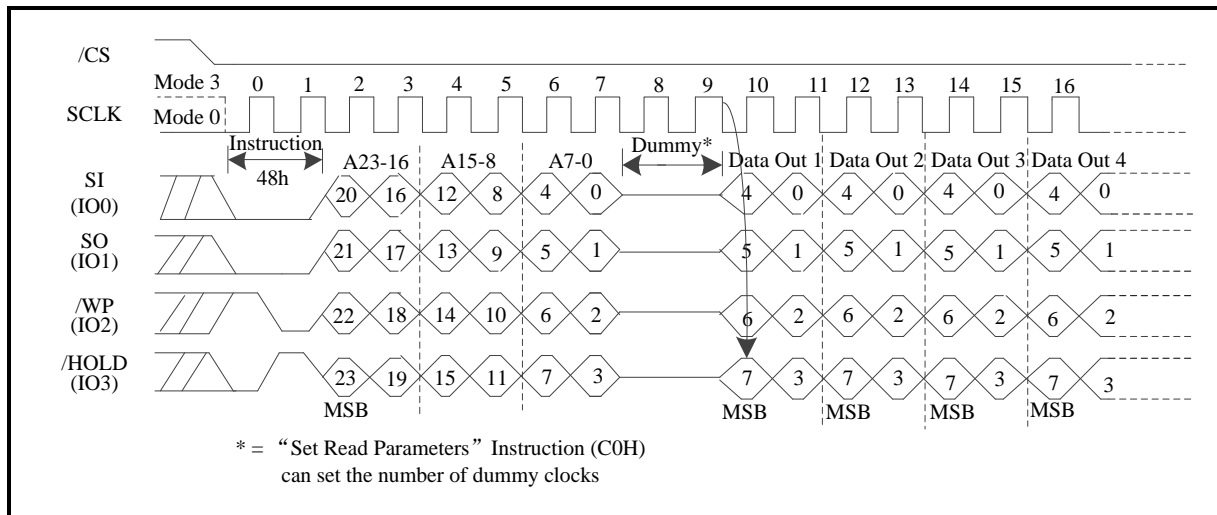 /CS
Mode 3 0 1 2 3 4 5 6 7 8 9 10 11 12 13 14 15 16
SCLK Mode 0
Instruction A23-16 A15-8 A7-0 Dummy* Data Out 1 Data Out 2 Data Out 3 Data Out 4
48h
SI
(IO0) 20 16 12 8 4 0 4 0 4 0 4 0 4 0
SO
(IO1) 21 17 13 9 5 1 5 1 5 1 5 1 5 1
/WP
(IO2) 22 18 14 10 6 2 6 2 6 2 6 2 6 2
/HOLD
(IO3) 23 19 15 11 7 3 7 3 7 3 7 3 7 3
MSB MSB MSB MSB MSB
* = “Set Read Parameters” Instruction (C0H)
can set the number of dummy clocks